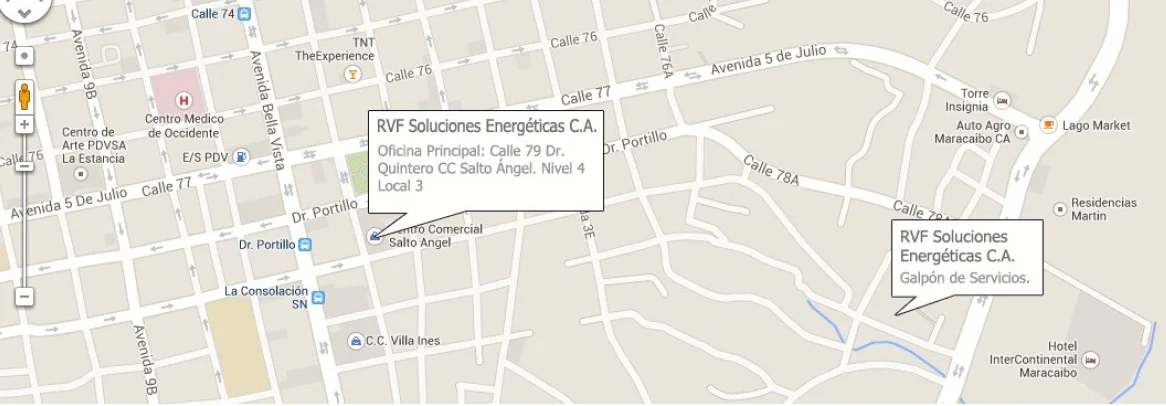 Calle 74
Calle 76
Calle 76
74
Avenida 9B
TNT
TheExperience
Calle 76
Calle 76
Calle 76A
Avenida 5 de Julio
Avenida Bella Vista
Centro Medico
de Occidente
Calle 77
Torre
Insignia
Auto Agro
Maracaibo CA
Lago Market
Centro de
Arte PDVSA
La Estancia
E/S PDV
RVF Soluciones Energéticas C.A.
Oficina Principal: Calle 79 Dr.
Quintero CC Salto Ángel. Nivel 4
Local 3
Dr. Portillo
Calle 78A
Avenida 5 De Julio
Calle 77
Dr. Portillo
Calle 78A
Residencias
Martin
Dr. Portillo
Centro Comercial
Salto Angel
3E
RVF Soluciones
Energéticas C.A.
Galpón de Servicios.
La Consolación
SN
Avenida 9B
C.C. Villa Ines
Hotel
InterContinental
Maracaibo